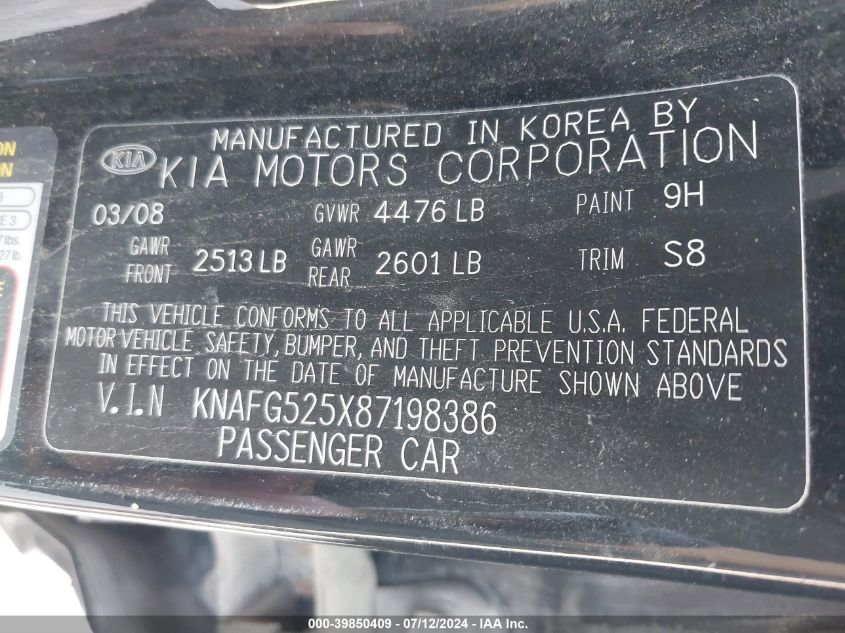 MANUFACTURED IN KOREA BY
KIA KIA MOTORS CORPORATION
03/08 GVWR 4476 LB PAINT 9H
GAWR FRONT 2513 LB GAWR REAR 2601 LB TRIM S8
THIS VEHICLE CONFORMS TO ALL APPLICABLE U.S.A. FEDERAL
MOTOR VEHICLE SAFETY, BUMPER, AND THEFT PREVENTION STANDARDS
IN EFFECT ON THE DATE OF MANUFACTURE SHOWN ABOVE
V.I.N KNAFG525X87198386
PASSENGER CAR
000-39850409 - 07/12/2024 - IAAI.com